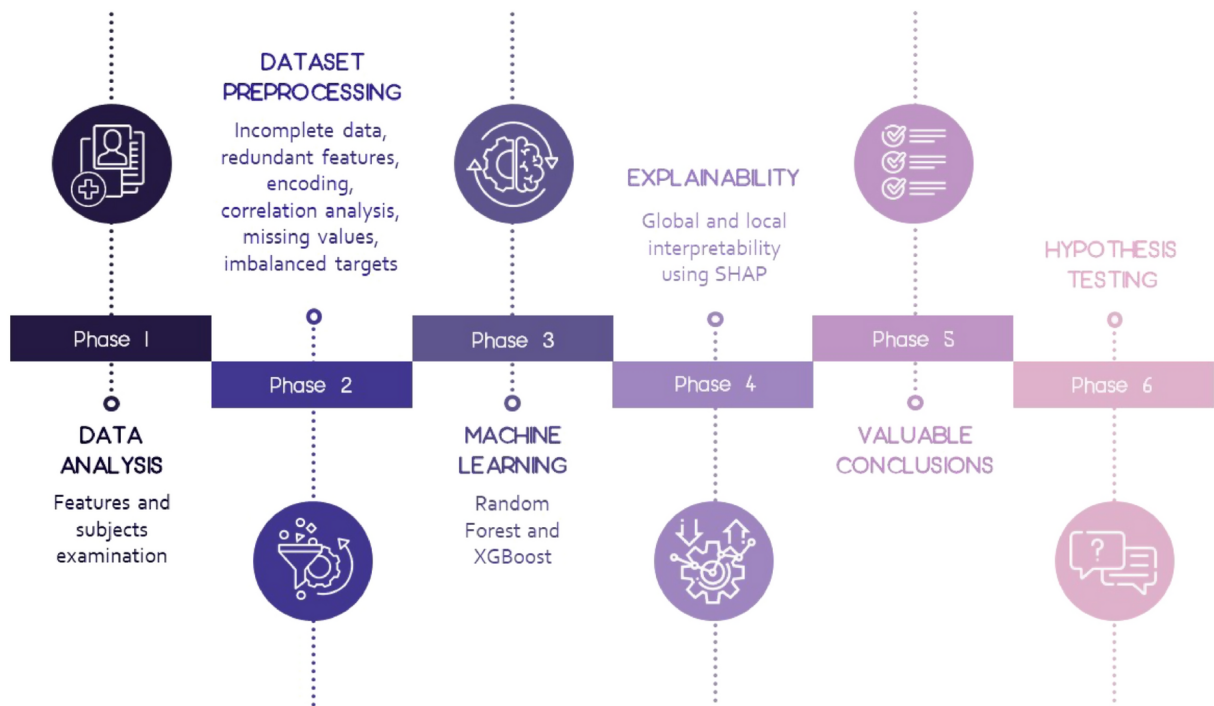 Phase 1
DATA
ANALYSIS
Features and
subjects
examination
DATASET
PREPROCESSING
Incomplete data,
redundant features,
encoding,
correlation analysis,
missing values,
imbalanced targets
Phase 2
Phase 3
MACHINE
LEARNING
Random
Forest and
XGBoost
EXPLAINABILITY
Global and local
interpretability
using SHAP
Phase 4
Phase 5
VALUABLE
CONCLUSIONS
HYPOTHESIS
TESTING
Phase 6
?